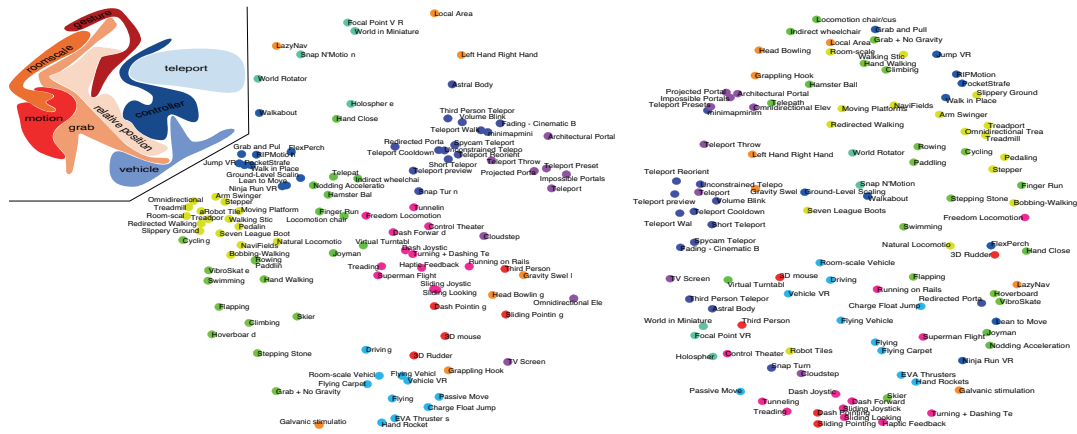 gesture
roomscale
teleport
controller
motion
relative position
grab
vehicle
Local Area
Focal Point V R
World in Miniature
LazyNav
Snap N'Motio n
Left Hand Right Hand
World Rotator
Astral Body
Holospher e
Walkabout
Hand Close
Third Person Telepor
Volume Blink
Fading - Cinematic B
Teleport Walk
minimapmini
Architectural Portal
Redirected Porta
Spycam Teleport
Teleport Cooldown
Unconstrained Telepo
Teleport Reorient
Short Telepor
Teleport Throw
Teleport Preset
Teleport preview
Projected Porta
Impossible Portals
Teleport
Grab and Pul
FlexPerch
RIPMotio n
Jump VR
PocketStrafe
Walk in Place
Ground-Level Scalin
Lean to Move
Ninja Run VR
Telepat
Indirect wheelchair
Nodding Acceleratio
Hamster Bal
Snap Tur n
Arm Swinger
Stepper
Omnidirectional
Treadmill
aRobot Tile
Moving Platforms
Room-scal
Treadpor
Walking Stic
Redirected Walking
Pedalin
Slippery Ground
Seven League Boots
Locomotion chair
Finger Run
Tunnelin
Freedom Locomotion
Control Theater
Dash Forwar d
Cloudstep
Cycling
NaviFields
Natural Locomotio
Virtual Turntabl
Dash Joystic
Bobbing-Walking
Joyman
Turning + Dashing Te
Rowing
Paddlin
Treading
Haptic Feedback
Running on Rails
VibroSkat e
Third Person
Swimming
Hand Walking
Superman Flight
Gravity Swel l
Sliding Joystic
Sliding Looking
Head Bowlin g
Omnidirectional Ele
Flapping
Dash Pointin g
Skier
Sliding Pointin g
Climbing
Hoverboar d
3D mouse
Stepping Stone
Driving
3D Rudder
TV Screen
Room-scale Vehicl
Flying Vehicl
Grappling Hook
Flying Carpet
Vehicle VR
Grab + No Gravity
Flying
Passive Move
Charge Float Jump
Galvanic stimulatio
EVA Thruster s
Hand Rocket
Locomotion chair/cus
Indirect wheelchair
Grab and Pull
Local Area
Grab + No Gravity
Head Bowling
Room-scale
Walking Stic
Jump VR
Hand Walking
Climbing
Grappling Hook
RIPMotion
Hamster Ball
PocketStrafe
Projected Portal
Architectural Portal
Slippery Ground
Impossible Portals
Walk in Place
Teleport Presets
Telepath
minimapminim
Omnidirectional Elev
Moving Platforms
NaviFields
Arm Swinger
Redirected Walking
Treadport
Omnidirectional Trea
Treadmill
Teleport Throw
Left Hand Right Hand
World Rotator
Rowing
Cycling
Paddling
Pedaling
Stepper
Teleport Reorient
Unconstrained Telepo
Snap N'Motion
Finger Run
Teleport
Gravity Swel
Ground-Level Scaling
Walkabout
Stepping Stone
Teleport preview
Volume Blink
Bobbing-Walking
Teleport Cooldown
Seven League Boots
Freedom Locomotion
Teleport Wal
Short Teleport
Swimming
Spycam Telepor
Fading - Cinematic B
Natural Locomotio
FlexPerch
3D Rudder
Hand Close
Room-scale Vehicle
TV Screen
3D mouse
Virtual Turntabl
Driving
Flapping
LazyNav
Vehicle VR
Running on Rails
Hoverboard
Third Person Telepor
Charge Float Jump
Redirected Porta
VibroSkate
Astral Body
World in Miniature
Third Person
Flying Vehicle
Lean to Move
Focal Point VR
Superman Flight
Joyman
Flying
Nodding Acceleration
Holospher
Control Theater
Robot Tiles
Flying Carpet
Ninja Run VR
Snap Turn
Cloudstep
EVA Thrusters
Hand Rockets
Passive Move
Dash Joystic
Galvanic stimulation
Skier
Tunneling
Dash Forward
Treading
Sliding Joystick
Dash Pointing
Turning + Dashing Te
Sliding Looking
Sliding Pointing
Haptic Feedback